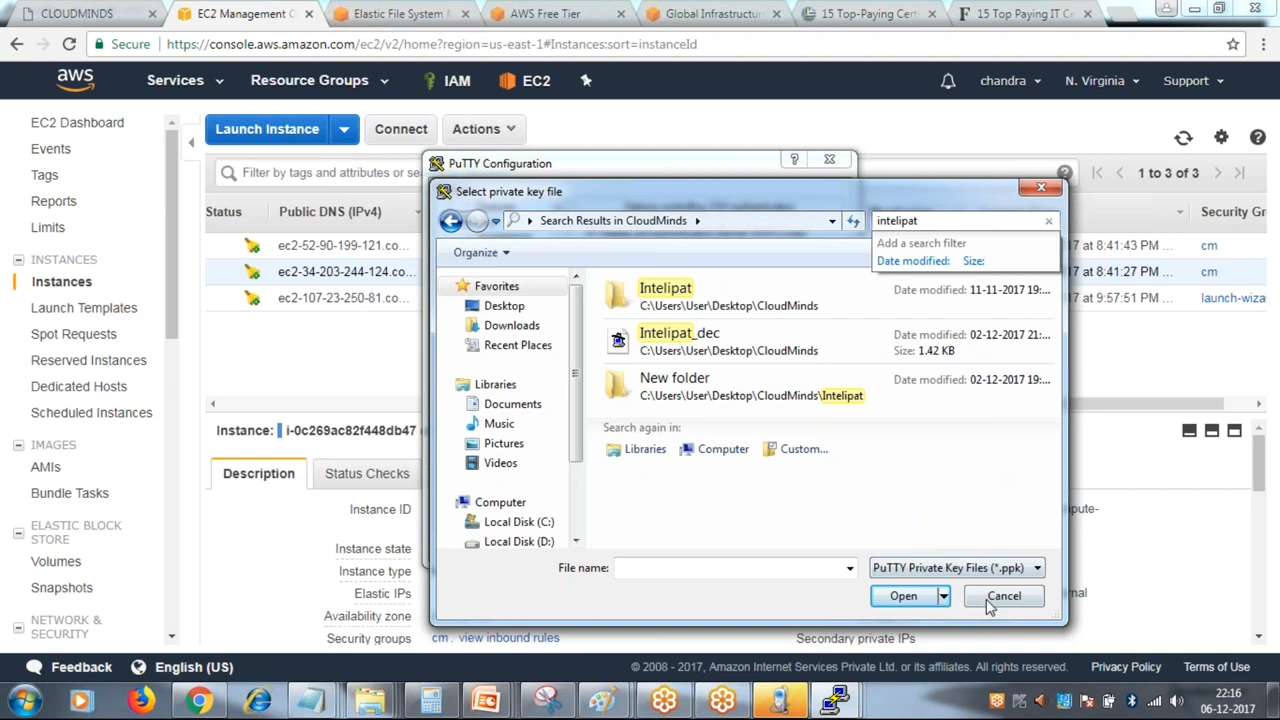 CLOUDMINDS
EC2 Management C
Elastic File System M
AWS Free Tier
Global Infrastructure
15 Top-Paying Cert
15 Top Paying IT Ce
Secure
https://console.aws.amazon.com/ec2/v2/home?region=us-east-1#Instances:sort=instanceId
aws
Services
Resource Groups
IAM
EC2
chandra
N. Virginia
Support
EC2 Dashboard
Events
Tags
Reports
Limits
INSTANCES
Instances
Launch Templates
Spot Requests
Reserved Instances
Dedicated Hosts
Scheduled Instances
IMAGES
AMIs
Bundle Tasks
ELASTIC BLOCK
STORE
Volumes
Snapshots
NETWORK &
SECURITY
Launch Instance
Connect
Actions
Filter by tags and attributes or sea
1 to 3 of 3
Status
Public DNS (IPv4)
Security Gr
ec2-52-90-199-121.co...
17 at 8:41:43 PM
cm
ec2-34-203-244-124.co...
17 at 8:41:27 PM
cm
ec2-107-23-250-81.co...
17 at 9:57:51 PM
launch-wiza
Instance:
i-0c269ac82f448db47
Description
Status Checks
Instance ID
Instance state
Instance type
Elastic IPs
Availability zone
Security groups
cm. view inbound rules
Secondary private IPs
PuTTY Configuration
Select private key file
Search Results in CloudMinds
intelipat
Add a search filter
Date modified:
Size:
Organize
Favorites
Desktop
Downloads
Recent Places
Libraries
Documents
Music
Pictures
Videos
Computer
Local Disk (C:)
Local Disk (D:)
Intelipat
C:\Users\User\Desktop\CloudMinds
Date modified: 11-11-2017 19:...
Intelipat_dec
C:\Users\User\Desktop\CloudMinds
Date modified: 02-12-2017 21:...
Size: 1.42 KB
New folder
C:\Users\User\Desktop\CloudMinds\Intelipat
Date modified: 02-12-2017 19:...
Search again in:
Libraries
Computer
Custom...
File name:
PuTTY Private Key Files (*.ppk)
Open
Cancel
Feedback
English (US)
© 2008 - 2017, Amazon Internet Services Private Ltd. or its affiliates. All rights reserved.
Privacy Policy
Terms of Use
22:16
06-12-2017